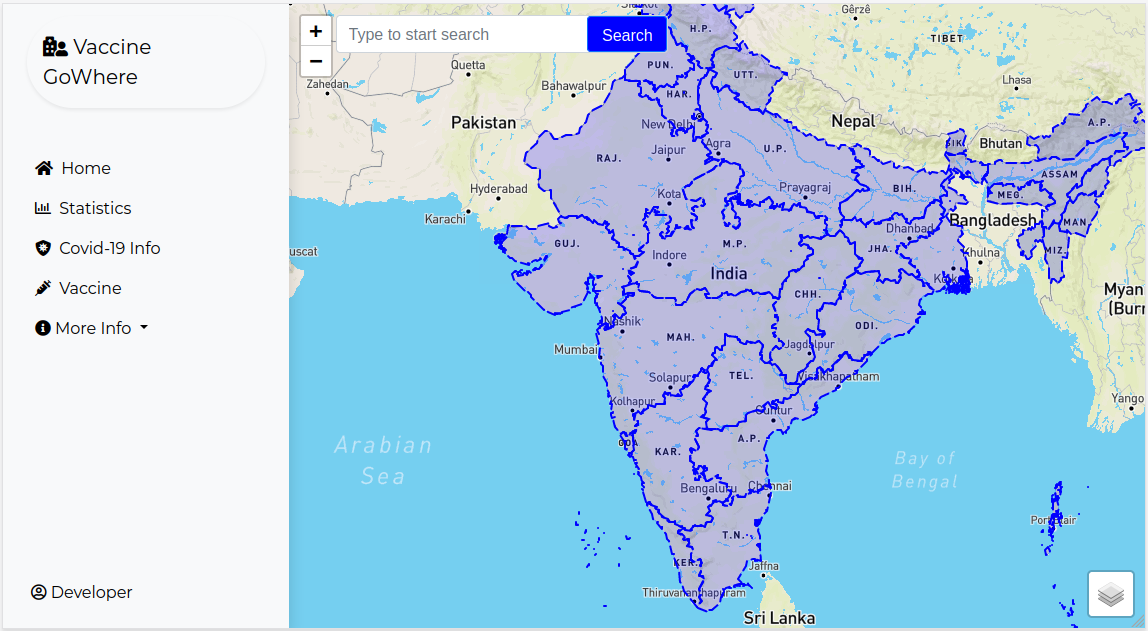 Vaccine
GoWhere
Home
Statistics
Covid-19 Info
Vaccine
More Info
Developer
+
−
Type to start search
Search
Gêrzê
H.P.
TIBET
PUN.
UTT.
Quetta
Zahedan
Bahawalpur
HAR.
Lhasa
New Delhi
Pakistan
Nepal
A.P.
Jaipur
Agra
U.P.
SIK.
Bhutan
RAJ.
ASSAM
Hyderabad
Kota
Prayagraj
BIH.
MEG.
Karachi
Bangladesh
MAN.
Dhanbad
GUJ.
M.P.
JHA.
MIZ.
uscat
Indore
Khulna
India
Kolkata
CHH.
Myan
(Burr
Nashik
ODI.
MAH.
Jagdalpur
Mumbai
Solapur
TEL.
Visakhapatnam
Kolhapur
Yango
Guntur
GOA
A.P.
Arabian
Sea
KAR.
Bay of
Bengal
Bengaluru
Chennai
Port Blair
T.N.
KER.
Jaffna
Thiruvananthapuram
Sri Lanka